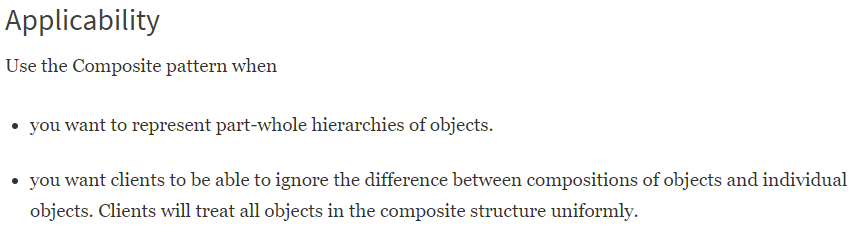 Applicability
Use the Composite pattern when
• you want to represent part-whole hierarchies of objects.
• you want clients to be able to ignore the difference between compositions of objects and individual
objects. Clients will treat all objects in the composite structure uniformly.